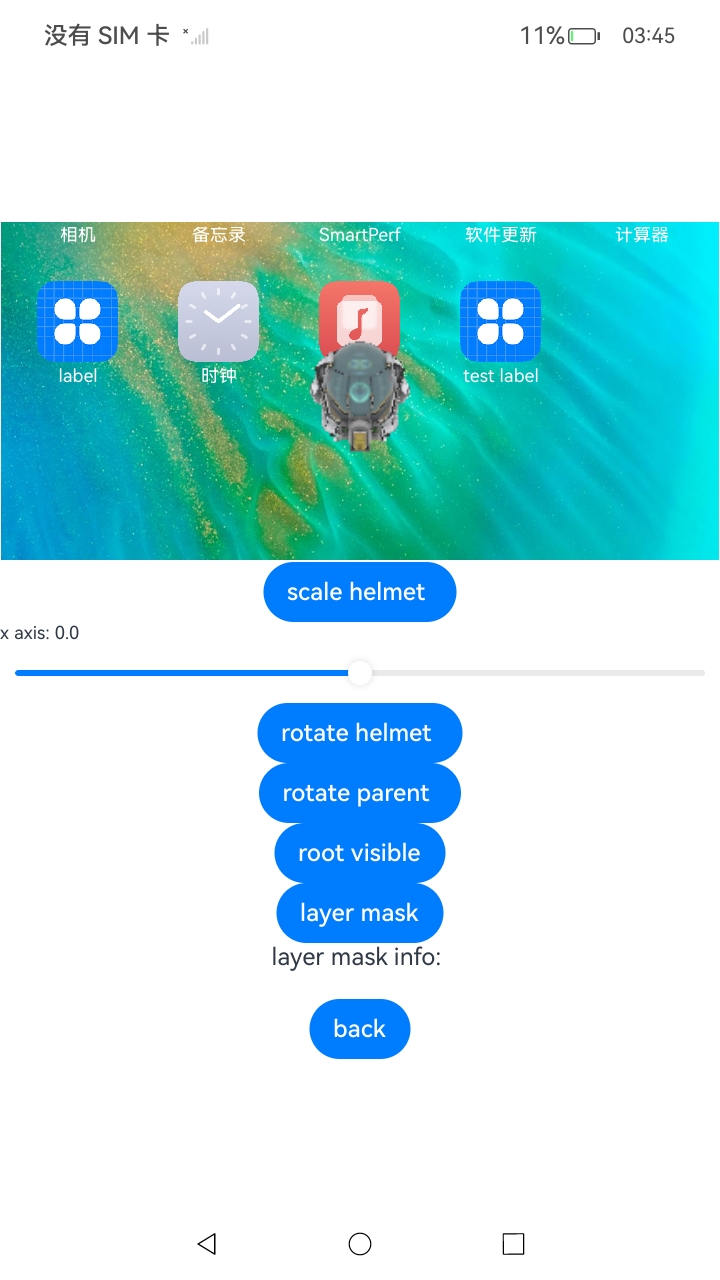 没有 SIM 卡 11% 03:45
相机 备忘录 SmartPerf 软件更新 计算器
label 时钟 test label
scale helmet
x axis: 0.0
rotate helmet
rotate parent
root visible
layer mask
layer mask info:
back